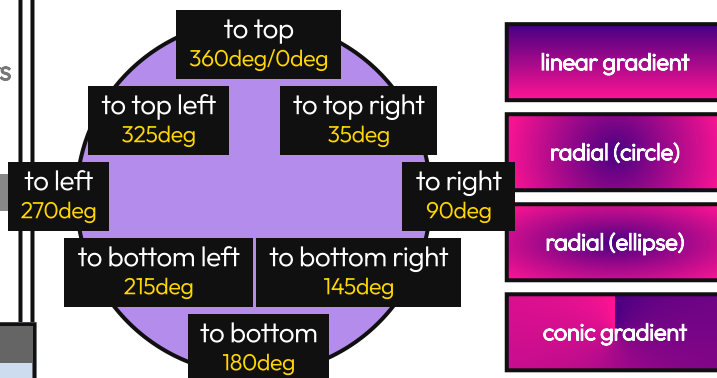 to top
360deg/0deg
to top left
325deg
to top right
35deg
to left
270deg
to right
90deg
to bottom left
215deg
to bottom right
145deg
to bottom
180deg
linear gradient
radial (circle)
radial (ellipse)
conic gradient